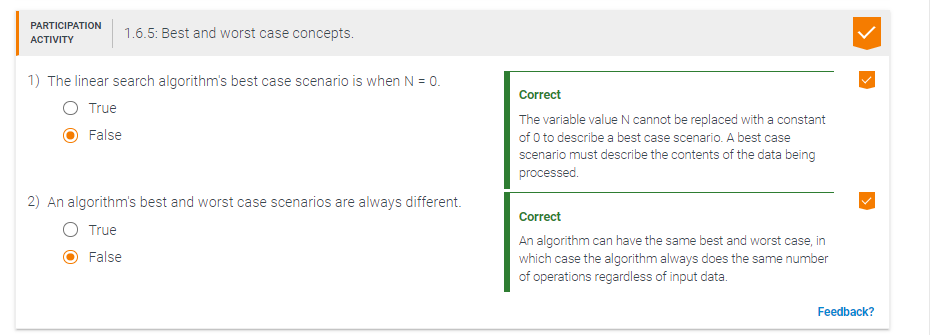 PARTICIPATION
ACTIVITY
1.6.5: Best and worst case concepts.
1) The linear search algorithm's best case scenario is when N = 0.
True
False
Correct
The variable value N cannot be replaced with a constant
of 0 to describe a best case scenario. A best case
scenario must describe the contents of the data being
processed.
2) An algorithm's best and worst case scenarios are always different.
True
False
Correct
An algorithm can have the same best and worst case, in
which case the algorithm always does the same number
of operations regardless of input data.
Feedback?